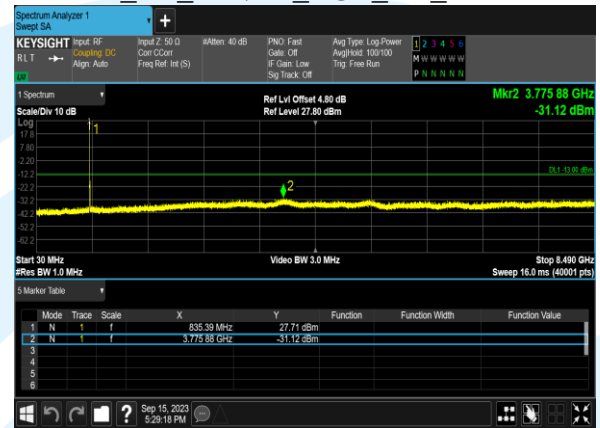 Spectrum Analyzer 1
Swept SA
KEYSIGHT Input: RF Input Z: 50 Ω #Atten: 40 dB PNO: Fast Avg Type: Log-Power 1 2 3 4 5 6
RLT Coupling: DC Corr CCorr Gate: Off Avg|Hold: 100/100 M W W W W W
Align: Auto Freq Ref: Int (S) IF Gain: Low Trig: Free Run
Sig Track: Off P N N N N N
LXI
1 Spectrum
Scale/Div 10 dB Ref Lvl Offset 4.80 dB Mkr2 3.775 88 GHz
Log Ref Level 27.80 dBm -31.12 dBm
1
17.8
7.80
-2.20
-12.2 DL1 -13.00 dBm
-22.2 2
-32.2
-42.2
-52.2
-62.2
Start 30 MHz Video BW 3.0 MHz Stop 8.490 GHz
#Res BW 1.0 MHz Sweep 16.0 ms (40001 pts)
5 Marker Table
Mode Trace Scale X Y Function Function Width Function Value
1 N 1 f 835.39 MHz 27.71 dBm
2 N 1 f 3.775 88 GHz -31.12 dBm
3
4
5
6
? Sep 15, 2023
5:29:18 PM